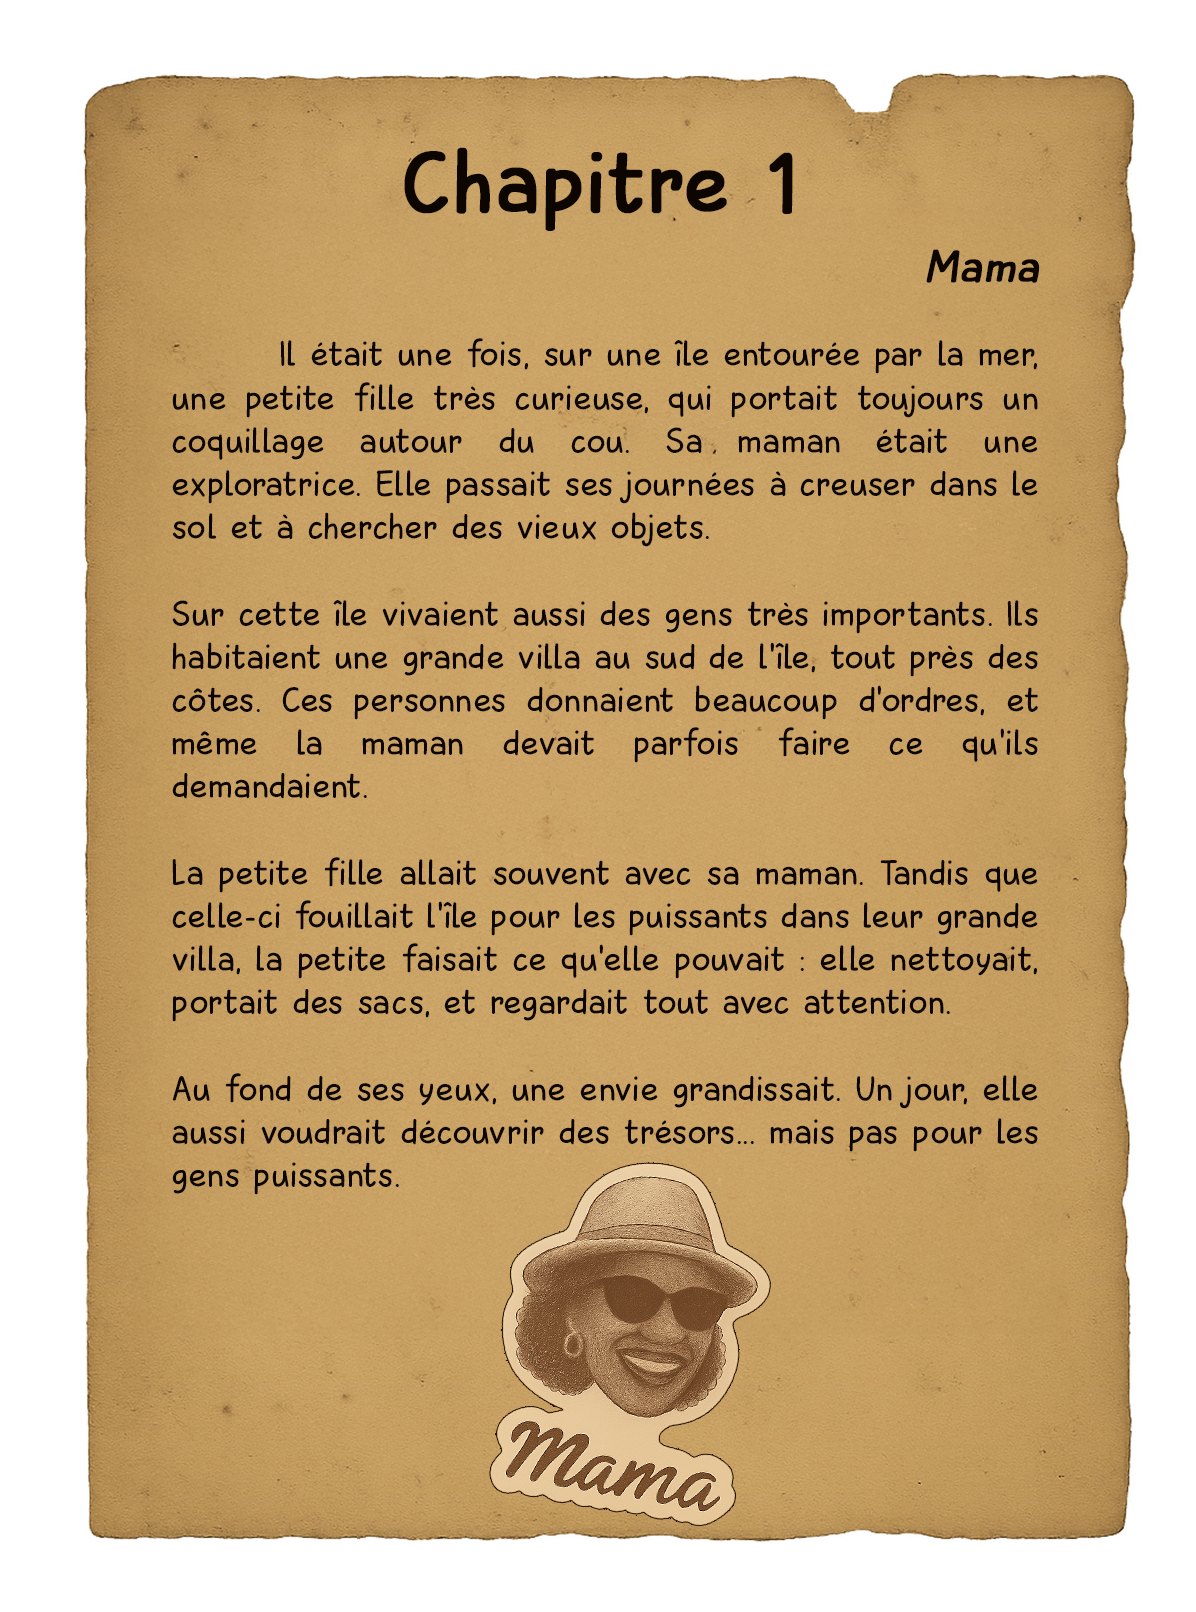 Chapitre 1
Mama
Il était une fois, sur une île entourée par la mer,
une petite fille très curieuse, qui portait toujours un
coquillage autour du cou. Sa maman était une
exploratrice. Elle passait ses journées à creuser dans le
sol et à chercher des vieux objets.
Sur cette île vivaient aussi des gens très importants. Ils
habitaient une grande villa au sud de l'île, tout près des
côtes. Ces personnes donnaient beaucoup d'ordres, et
même la maman devait parfois faire ce qu'ils
demandaient.
La petite fille allait souvent avec sa maman. Tandis que
celle-ci fouillait l'île pour les puissants dans leur grande
villa, la petite faisait ce qu'elle pouvait : elle nettoyait,
portait des sacs, et regardait tout avec attention.
Au fond de ses yeux, une envie grandissait. Un jour, elle
aussi voudrait découvrir des trésors... mais pas pour les
gens puissants.
Mama